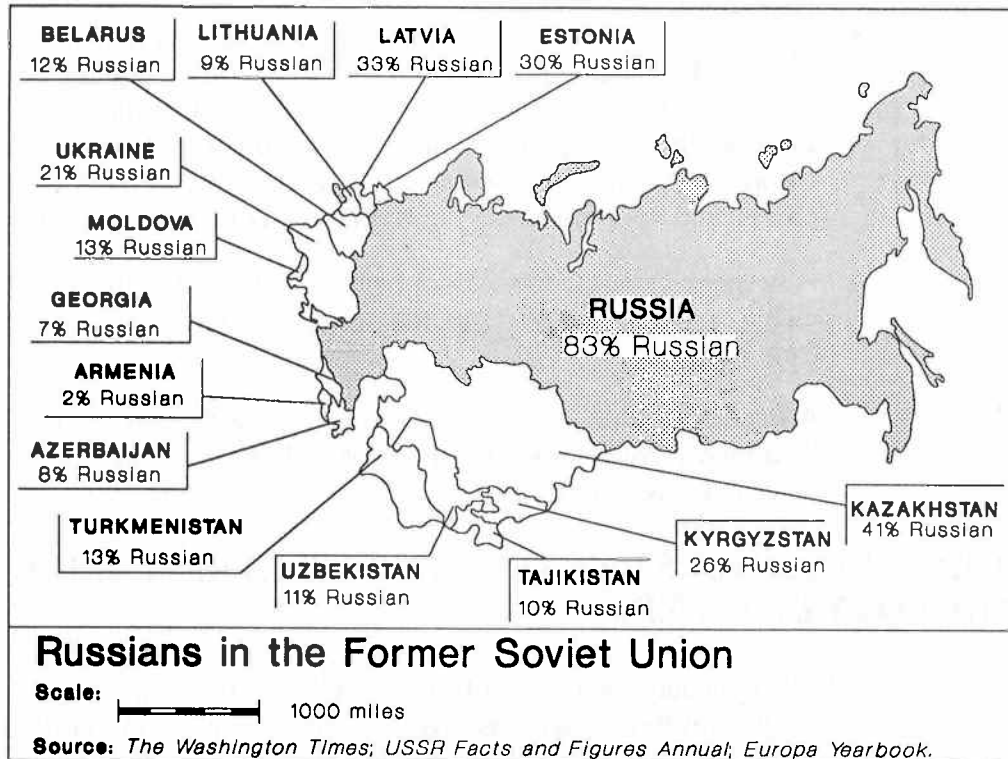 BELARUS
12% Russian
LITHUANIA
9% Russian
LATVIA
33% Russian
ESTONIA
30% Russian
UKRAINE
21% Russian
MOLDOVA
13% Russian
GEORGIA
7% Russian
ARMENIA
2% Russian
AZERBAIJAN
8% Russian
TURKMENISTAN
13% Russian
UZBEKISTAN
11% Russian
TAJIKISTAN
10% Russian
KYRGYZSTAN
26% Russian
KAZAKHSTAN
41% Russian
RUSSIA
83% Russian
Russians in the Former Soviet Union
Scale:
1000 miles
Source: The Washington Times; USSR Facts and Figures Annual; Europa Yearbook.